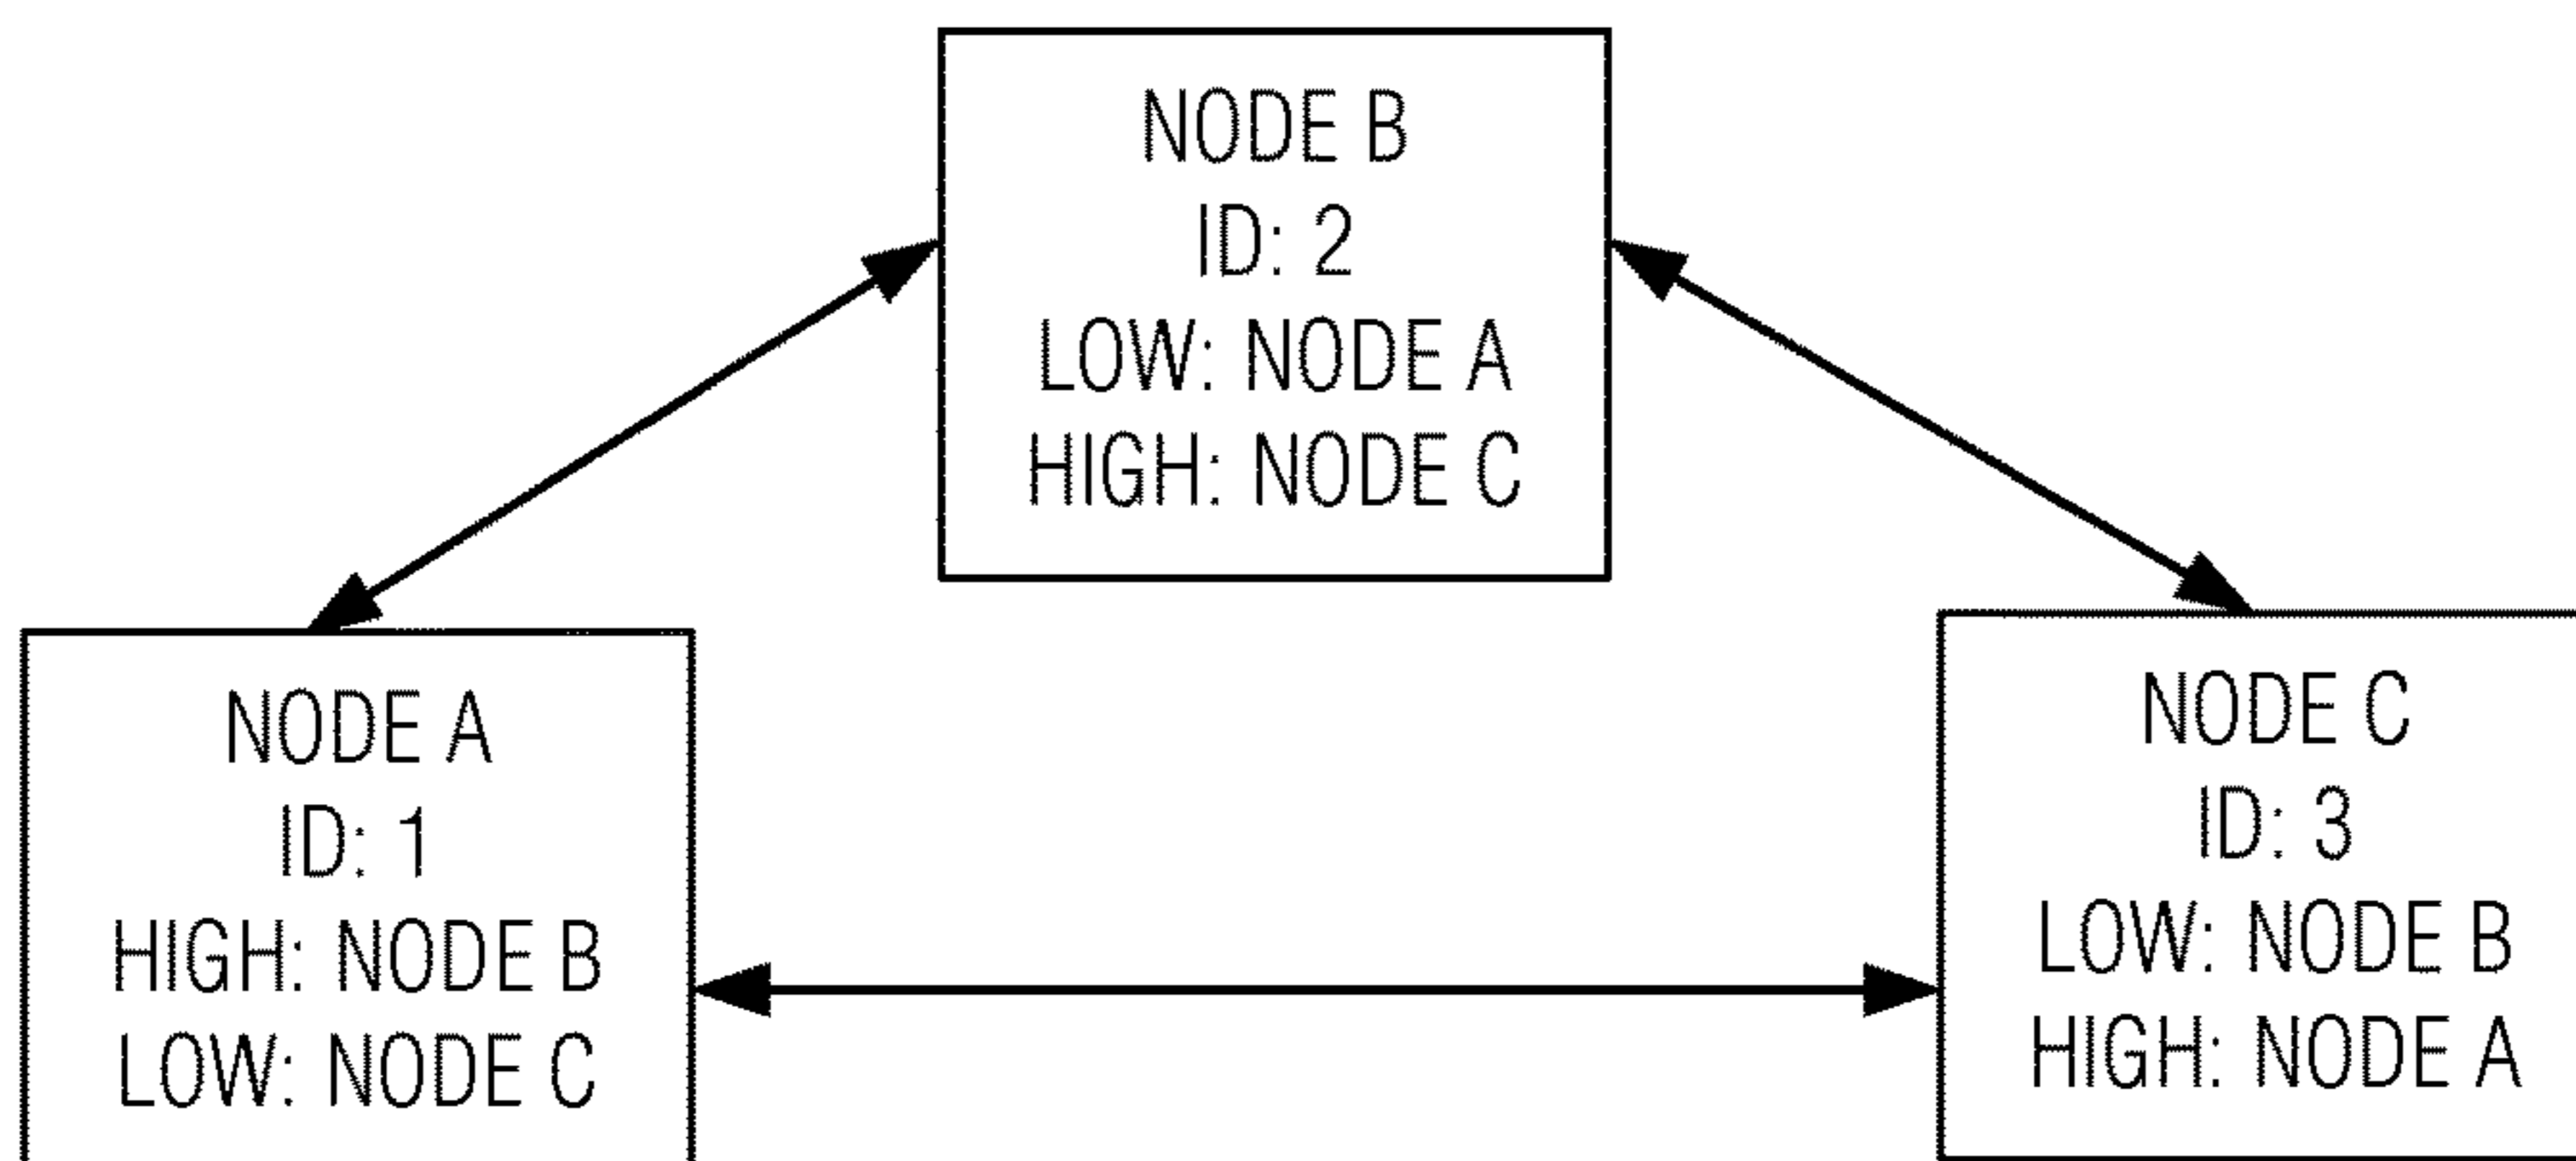 NODE B
ID: 2
LOW: NODE A
HIGH: NODE C
NODE A
ID: 1
HIGH: NODE B
LOW: NODE C
NODE C
ID: 3
LOW: NODE B
HIGH: NODE A